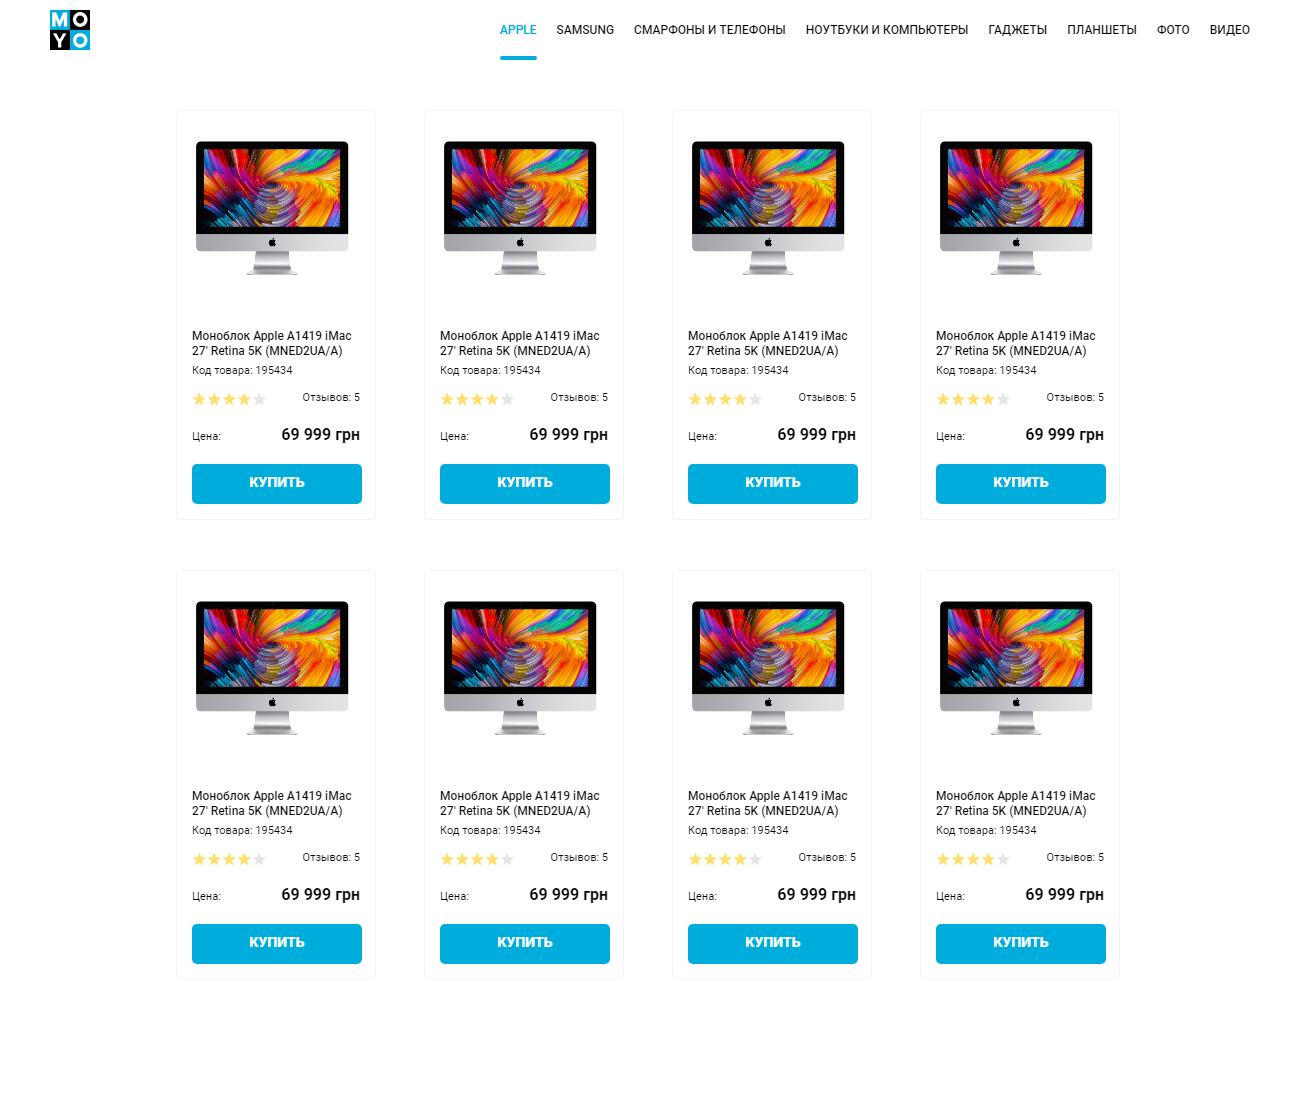 MO
YO
APPLE SAMSUNG СМАРФОНЫ И ТЕЛЕФОНЫ НОУТБУКИ И КОМПЬЮТЕРЫ ГАДЖЕТЫ ПЛАНШЕТЫ ФОТО ВИДЕО
Моноблок Apple A1419 iMac
27' Retina 5K (MNED2UA/A)
Код товара: 195434
Отзывов: 5
Цена: 69 999 грн
КУПИТЬ
Моноблок Apple A1419 iMac
27' Retina 5K (MNED2UA/A)
Код товара: 195434
Отзывов: 5
Цена: 69 999 грн
КУПИТЬ
Моноблок Apple A1419 iMac
27' Retina 5K (MNED2UA/A)
Код товара: 195434
Отзывов: 5
Цена: 69 999 грн
КУПИТЬ
Моноблок Apple A1419 iMac
27' Retina 5K (MNED2UA/A)
Код товара: 195434
Отзывов: 5
Цена: 69 999 грн
КУПИТЬ
Моноблок Apple A1419 iMac
27' Retina 5K (MNED2UA/A)
Код товара: 195434
Отзывов: 5
Цена: 69 999 грн
КУПИТЬ
Моноблок Apple A1419 iMac
27' Retina 5K (MNED2UA/A)
Код товара: 195434
Отзывов: 5
Цена: 69 999 грн
КУПИТЬ
Моноблок Apple A1419 iMac
27' Retina 5K (MNED2UA/A)
Код товара: 195434
Отзывов: 5
Цена: 69 999 грн
КУПИТЬ
Моноблок Apple A1419 iMac
27' Retina 5K (MNED2UA/A)
Код товара: 195434
Отзывов: 5
Цена: 69 999 грн
КУПИТЬ